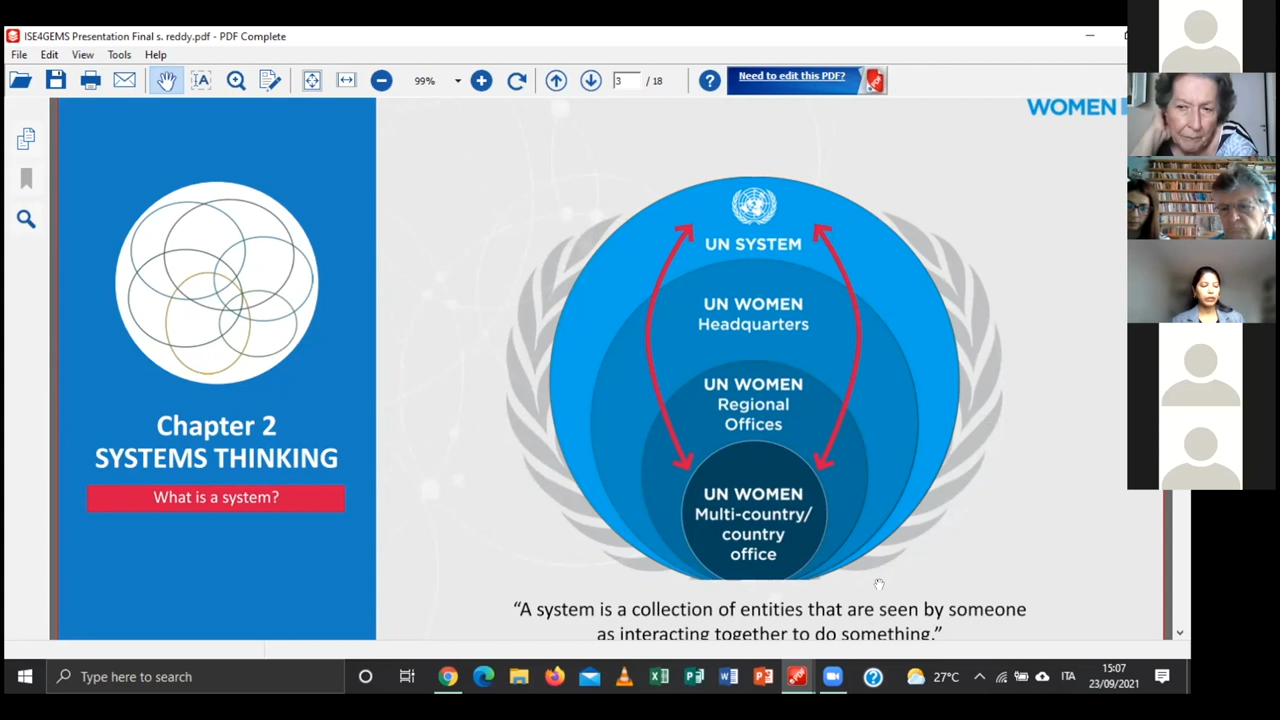 ISE4GEMS Presentation Final s. reddy.pdf - PDF Complete
File Edit View Tools Help
99%
3 / 18
Need to edit this PDF?
WOMEN
UN SYSTEM
UN WOMEN
Headquarters
UN WOMEN
Regional
Offices
UN WOMEN
Multi-country/
country
office
Chapter 2
SYSTEMS THINKING
What is a system?
“A system is a collection of entities that are seen by someone
as interacting together to do something.”
Type here to search
27°C
ITA
15:07
23/09/2021